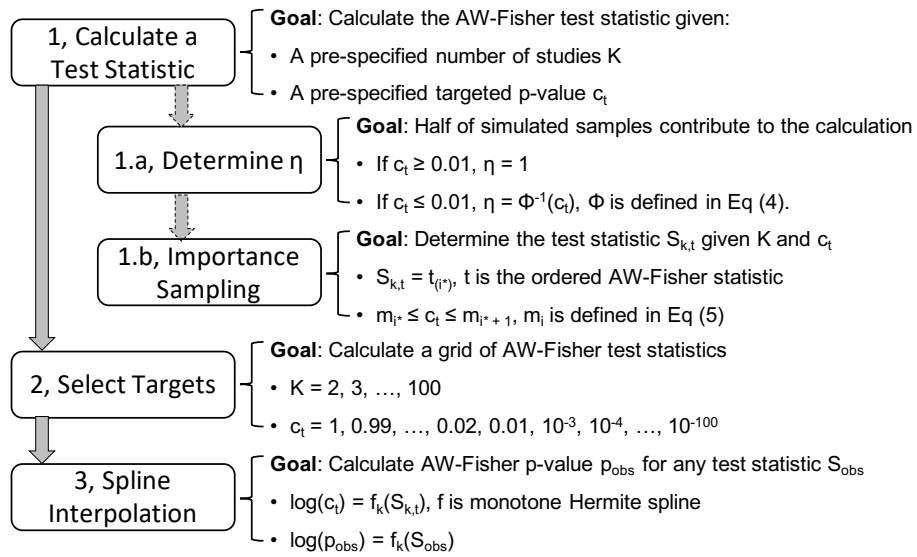 1, Calculate a
Test Statistic
Goal: Calculate the AW-Fisher test statistic given:
• A pre-specified number of studies K
• A pre-specified targeted p-value cₜ
1.a, Determine η
Goal: Half of simulated samples contribute to the calculation
• If cₜ ≥ 0.01, η = 1
• If cₜ ≤ 0.01, η = Φ⁻¹(cₜ), Φ is defined in Eq (4).
1.b, Importance
Sampling
Goal: Determine the test statistic Sₖ,ₜ given K and cₜ
• Sₖ,ₜ = t₍ᵢ*₎, t is the ordered AW-Fisher statistic
• mᵢ* ≤ cₜ ≤ mᵢ* ₊ ₁, mᵢ is defined in Eq (5)
2, Select Targets
Goal: Calculate a grid of AW-Fisher test statistics
• K = 2, 3, …, 100
• cₜ = 1, 0.99, …, 0.02, 0.01, 10⁻³, 10⁻⁴, …, 10⁻¹⁰⁰
3, Spline
Interpolation
Goal: Calculate AW-Fisher p-value pₒbₛ for any test statistic Sₒbₛ
• log(cₜ) = fₖ(Sₖ,ₜ), f is monotone Hermite spline
• log(pₒbₛ) = fₖ(Sₒbₛ)